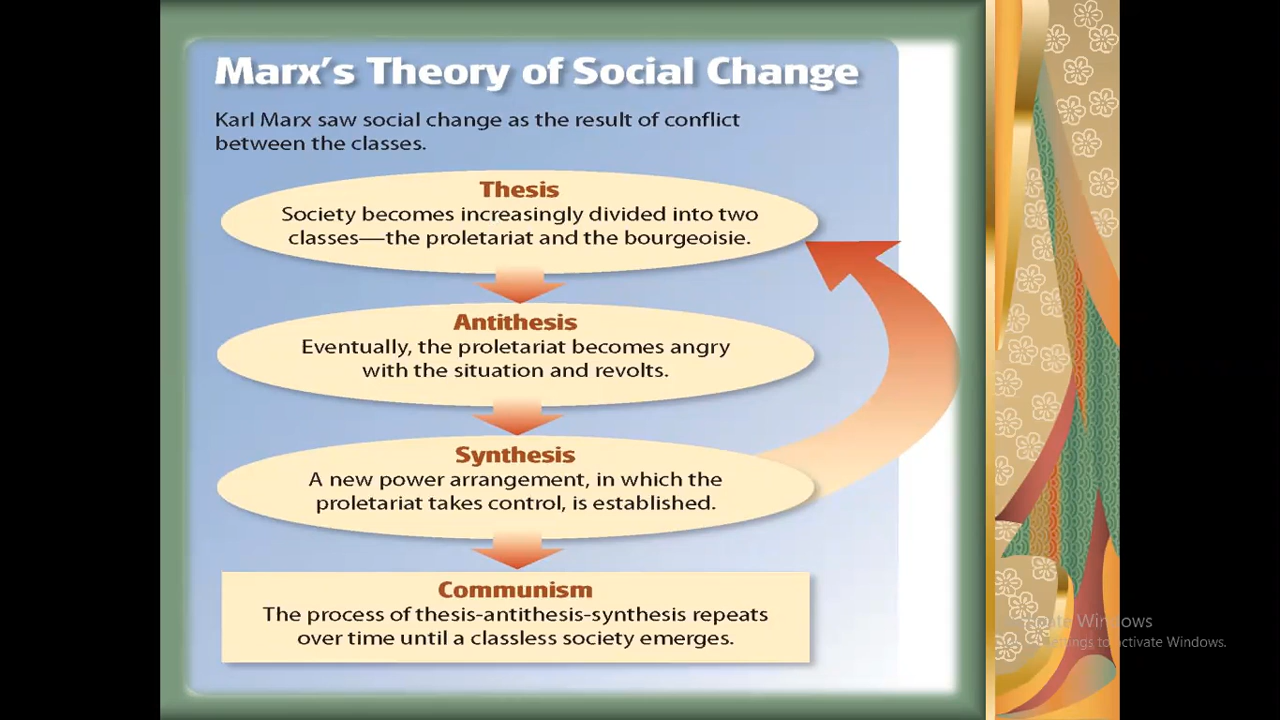 Marx's Theory of Social Change
Karl Marx saw social change as the result of conflict
between the classes.
Thesis
Society becomes increasingly divided into two
classes—the proletariat and the bourgeoisie.
Antithesis
Eventually, the proletariat becomes angry
with the situation and revolts.
Synthesis
A new power arrangement, in which the
proletariat takes control, is established.
Communism
The process of thesis-antithesis-synthesis repeats
over time until a classless society emerges.
Windows
to activate Windows.